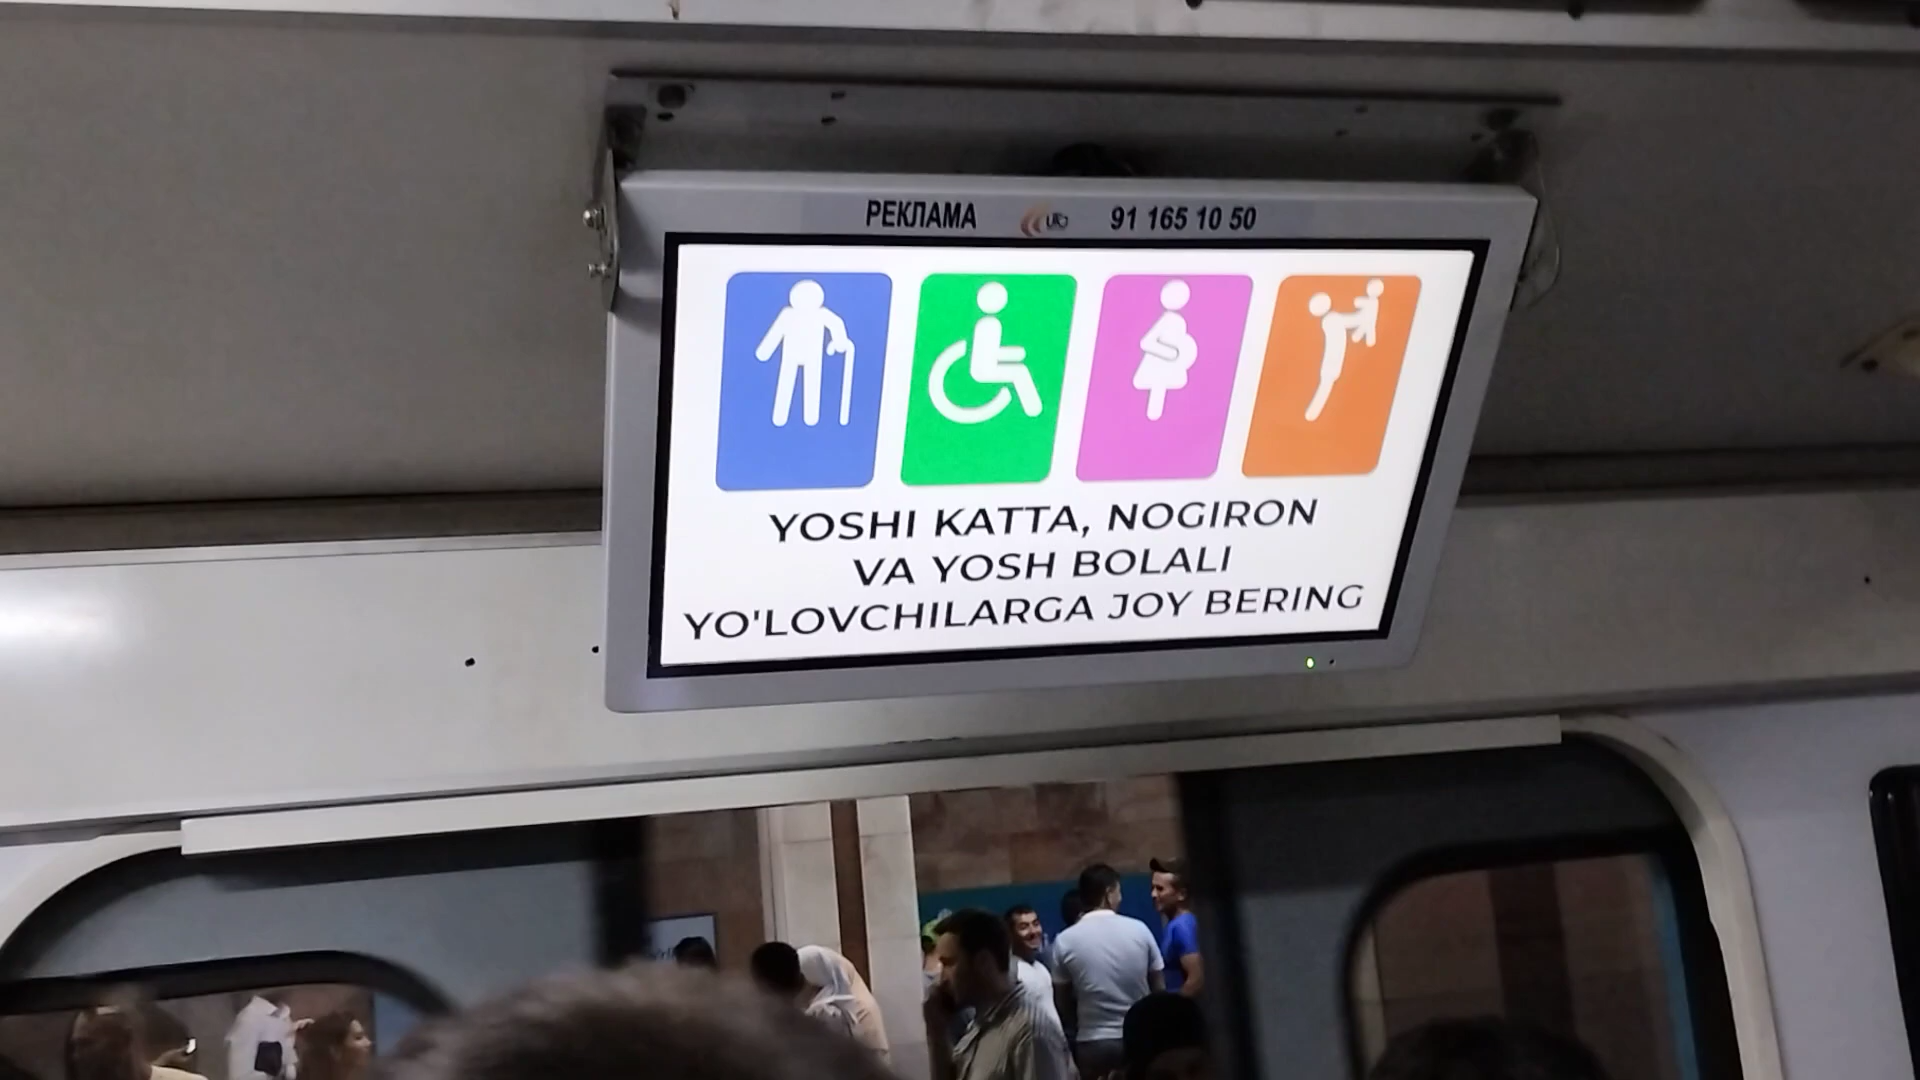 РЕКЛАМА 91 165 10 50
YOSHI KATTA, NOGIRON
VA YOSH BOLALI
YO'LOVCHILARGA JOY BERING